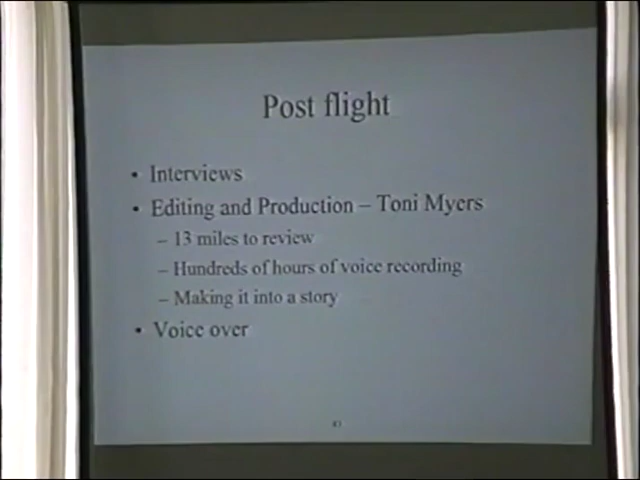 Post flight
• Interviews
• Editing and Production – Toni Myers
– 13 miles to review
– Hundreds of hours of voice recording
– Making it into a story
• Voice over